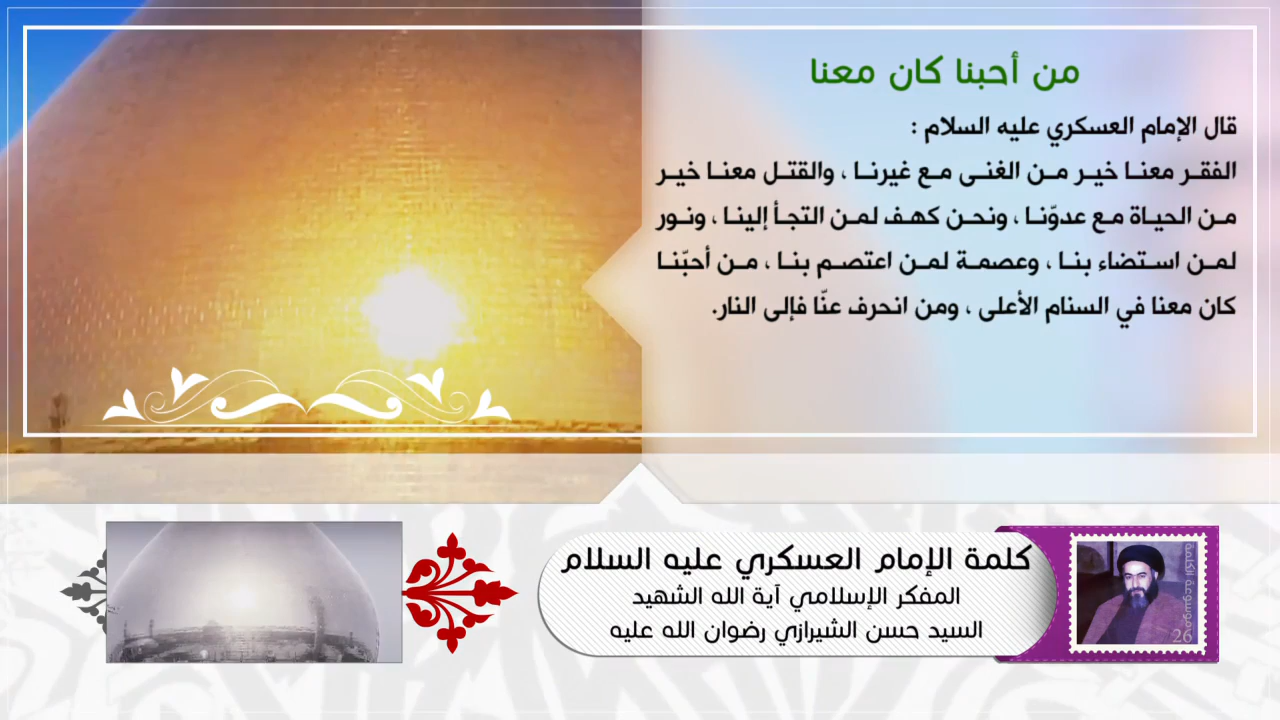 من أحبنا كان معنا
قال الإمام العسكري عليه السلام :
الفقر معنا خير من الغنى مع غيرنا ، والقتل معنا خير
من الحياة مع عدوّنا ، ونحن كهف لمن التجأ إلينا ، ونور
لمن استضاء بنا ، وعصمة لمن اعتصم بنا ، من أحبّنا
كان معنا في السنام الأعلى ، ومن انحرف عنّا فإلى النار.
كلمة الإمام العسكري عليه السلام
المفكر الإسلامي آية الله الشهيد
السيد حسن الشيرازي رضوان الله عليه
موسوعة الكلمة
26